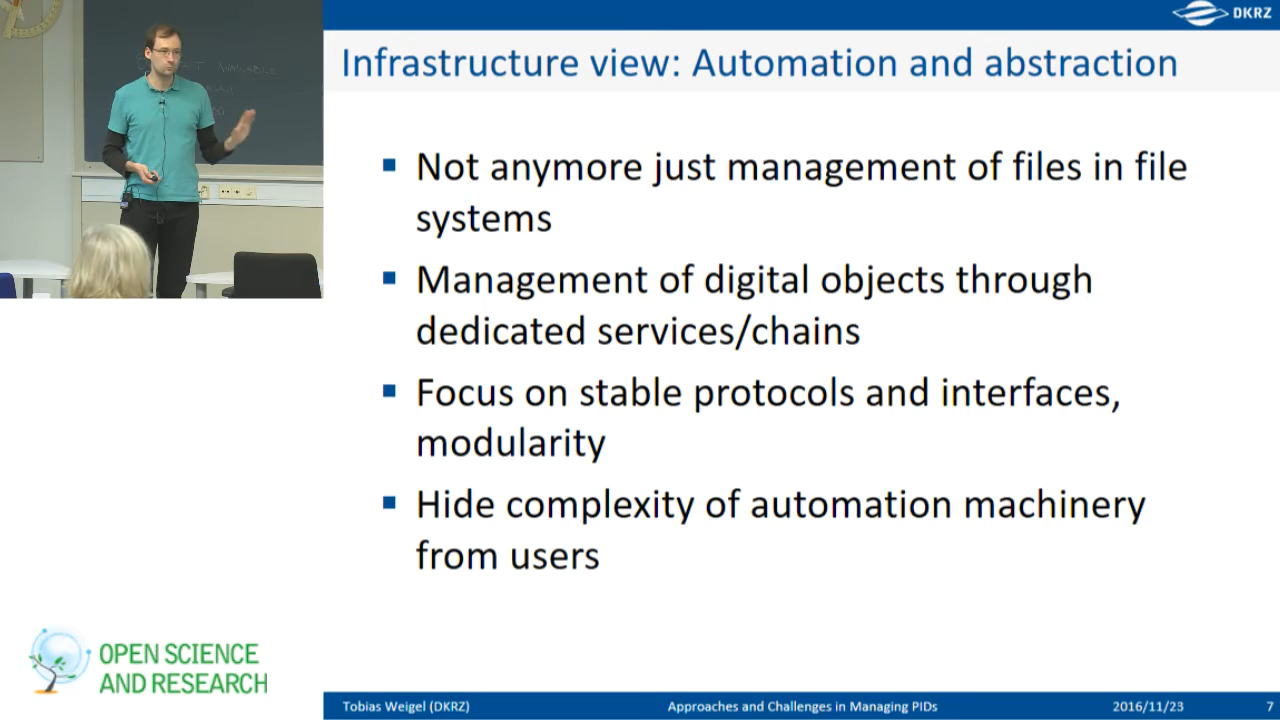 DKRZ
Infrastructure view: Automation and abstraction
▪ Not anymore just management of files in file
systems
▪ Management of digital objects through
dedicated services/chains
▪ Focus on stable protocols and interfaces,
modularity
▪ Hide complexity of automation machinery
from users
OPEN SCIENCE
AND RESEARCH
Tobias Weigel (DKRZ) Approaches and Challenges in Managing PIDs 2016/11/23 7